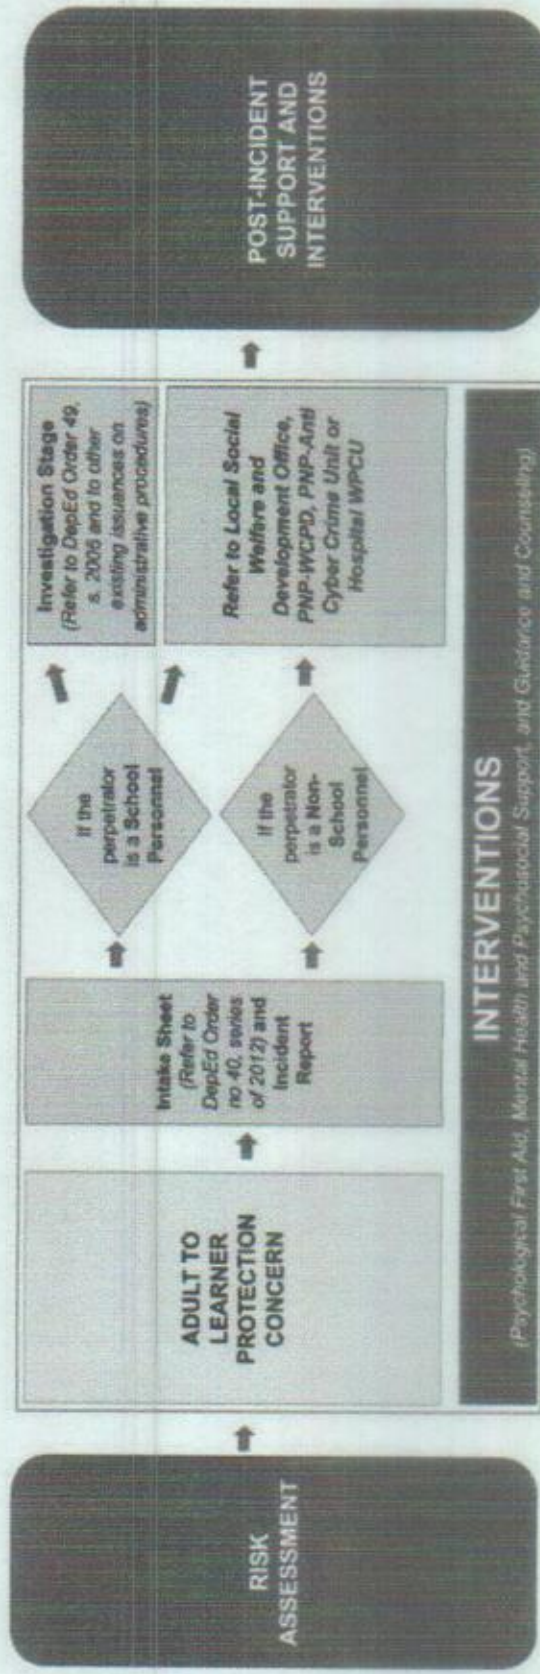 RISK
ASSESSMENT
ADULT TO
LEARNER
PROTECTION
CONCERN
Intake Sheet
(Refer to
DepEd Order
no 40, series
of 2012) and
Incident
Report
If the
perpetrator
is a School
Personnel
If the
perpetrator
is a Non-
School
Personnel
Investigation Stage
(Refer to DepEd Order 49,
s. 2006 and to other
existing issuances on
administrative procedures)
Refer to Local Social
Welfare and
Development Office,
PNP-WCPD, PNP-Anti
Cyber Crime Unit or
Hospital WPCU
INTERVENTIONS
(Psychological First Aid, Mental Health and Psychosocial Support, and Guidance and Counseling)
POST-INCIDENT
SUPPORT AND
INTERVENTIONS